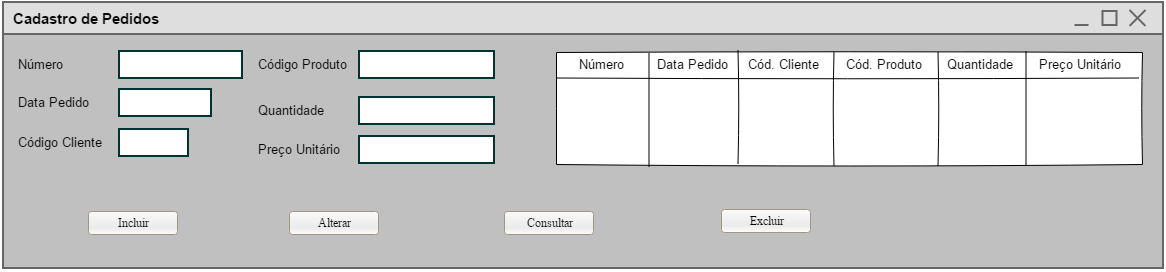 Cadastro de Pedidos
Número
Código Produto
Data Pedido
Quantidade
Código Cliente
Preço Unitário
Número Data Pedido Cód. Cliente Cód. Produto Quantidade Preço Unitário
Incluir Alterar Consultar Excluir